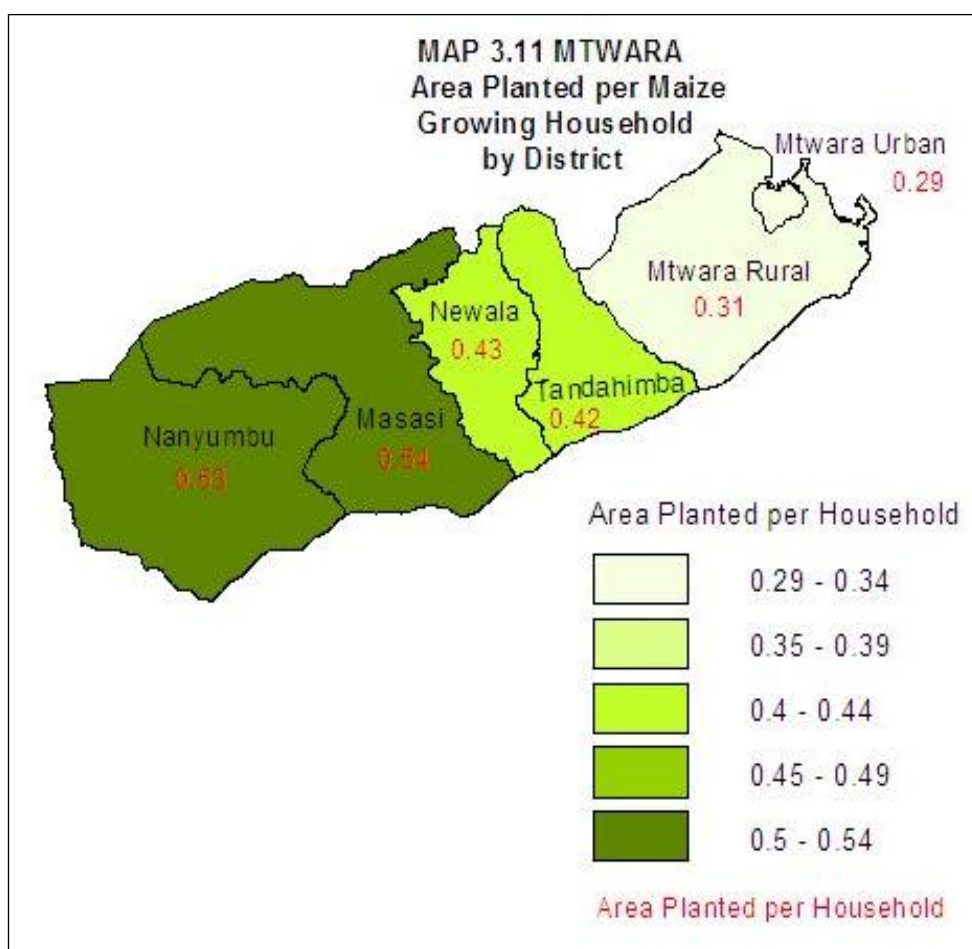 MAP 3.11 MTWARA
Area Planted per Maize
Growing Household
by District
Mtwara Urban
0.29
Mtwara Rural
0.31
Newala
0.43
Tandahimba
0.42
Masasi
0.54
Nanyumbu
0.53
Area Planted per Household
0.29 - 0.34
0.35 - 0.39
0.4 - 0.44
0.45 - 0.49
0.5 - 0.54
Area Planted per Household